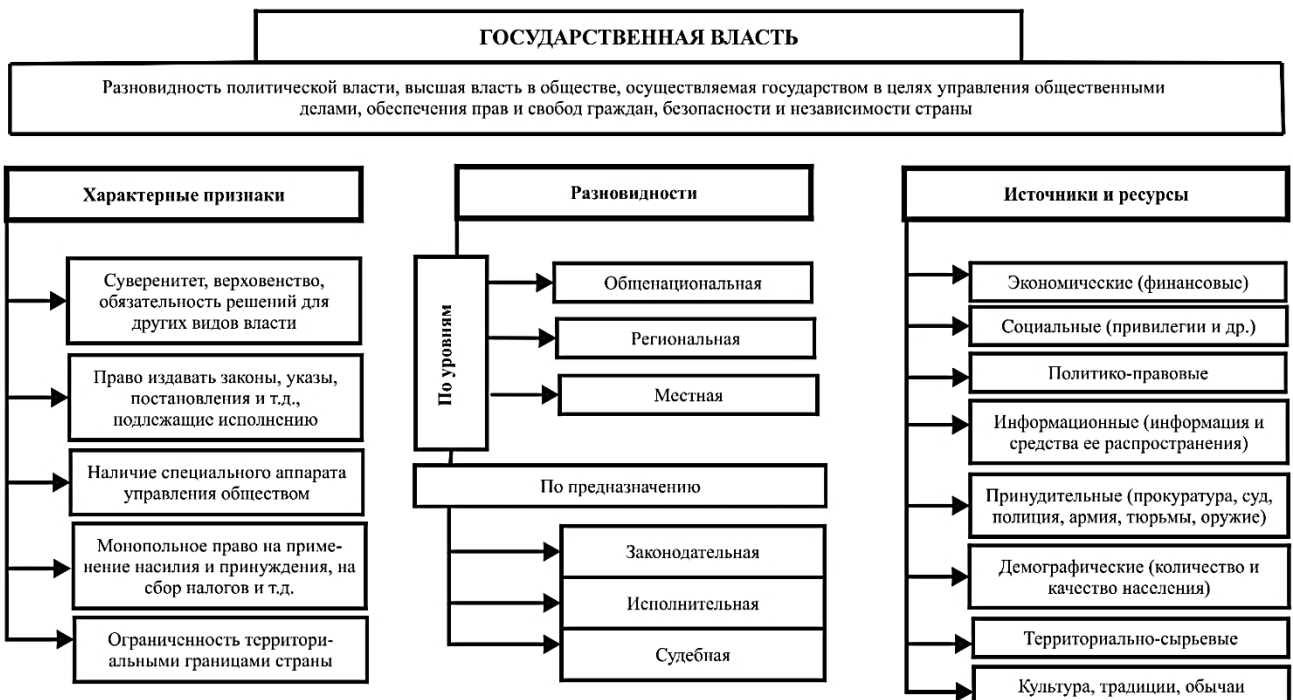 ГОСУДАРСТВЕННАЯ ВЛАСТЬ
Разновидность политической власти, высшая власть в обществе, осуществляемая государством в целях управления общественными
делами, обеспечения прав и свобод граждан, безопасности и независимости страны
Характерные признаки
Суверенитет, верховенство,
обязательность решений для
других видов власти
Право издавать законы, указы,
постановления и т.д.,
подлежащие исполнению
Наличие специального аппарата
управления обществом
Монопольное право на приме-
нение насилия и принуждения, на
сбор налогов и т.д.
Ограниченность территори-
альными границами страны
Разновидности
По уровням
Общенациональная
Региональная
Местная
По предназначению
Законодательная
Исполнительная
Судебная
Источники и ресурсы
Экономические (финансовые)
Социальные (привилегии и др.)
Политико-правовые
Информационные (информация и
средства ее распространения)
Принудительные (прокуратура, суд,
полиция, армия, тюрьмы, оружие)
Демографические (количество и
качество населения)
Территориально-сырьевые
Культура, традиции, обычаи